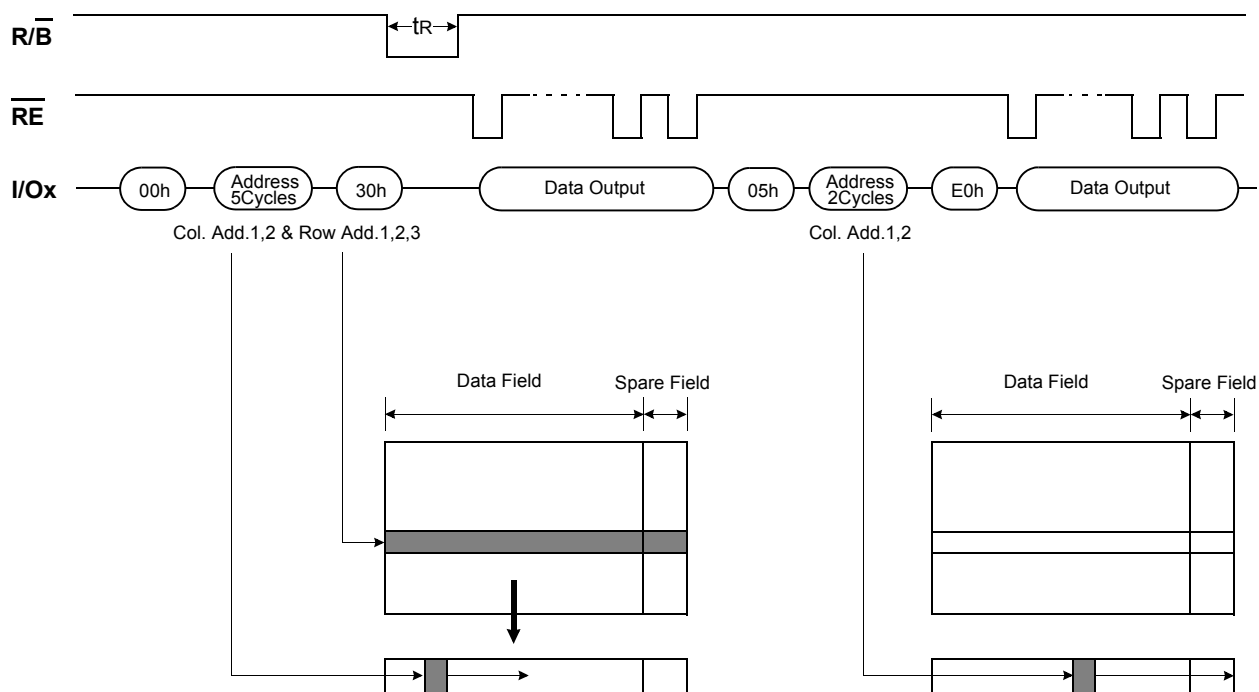 R/B
tR
RE
I/Ox
00h
Address
5Cycles
30h
Data Output
05h
Address
2Cycles
E0h
Data Output
Col. Add.1,2 & Row Add.1,2,3
Col. Add.1,2
Data Field
Spare Field
Data Field
Spare Field